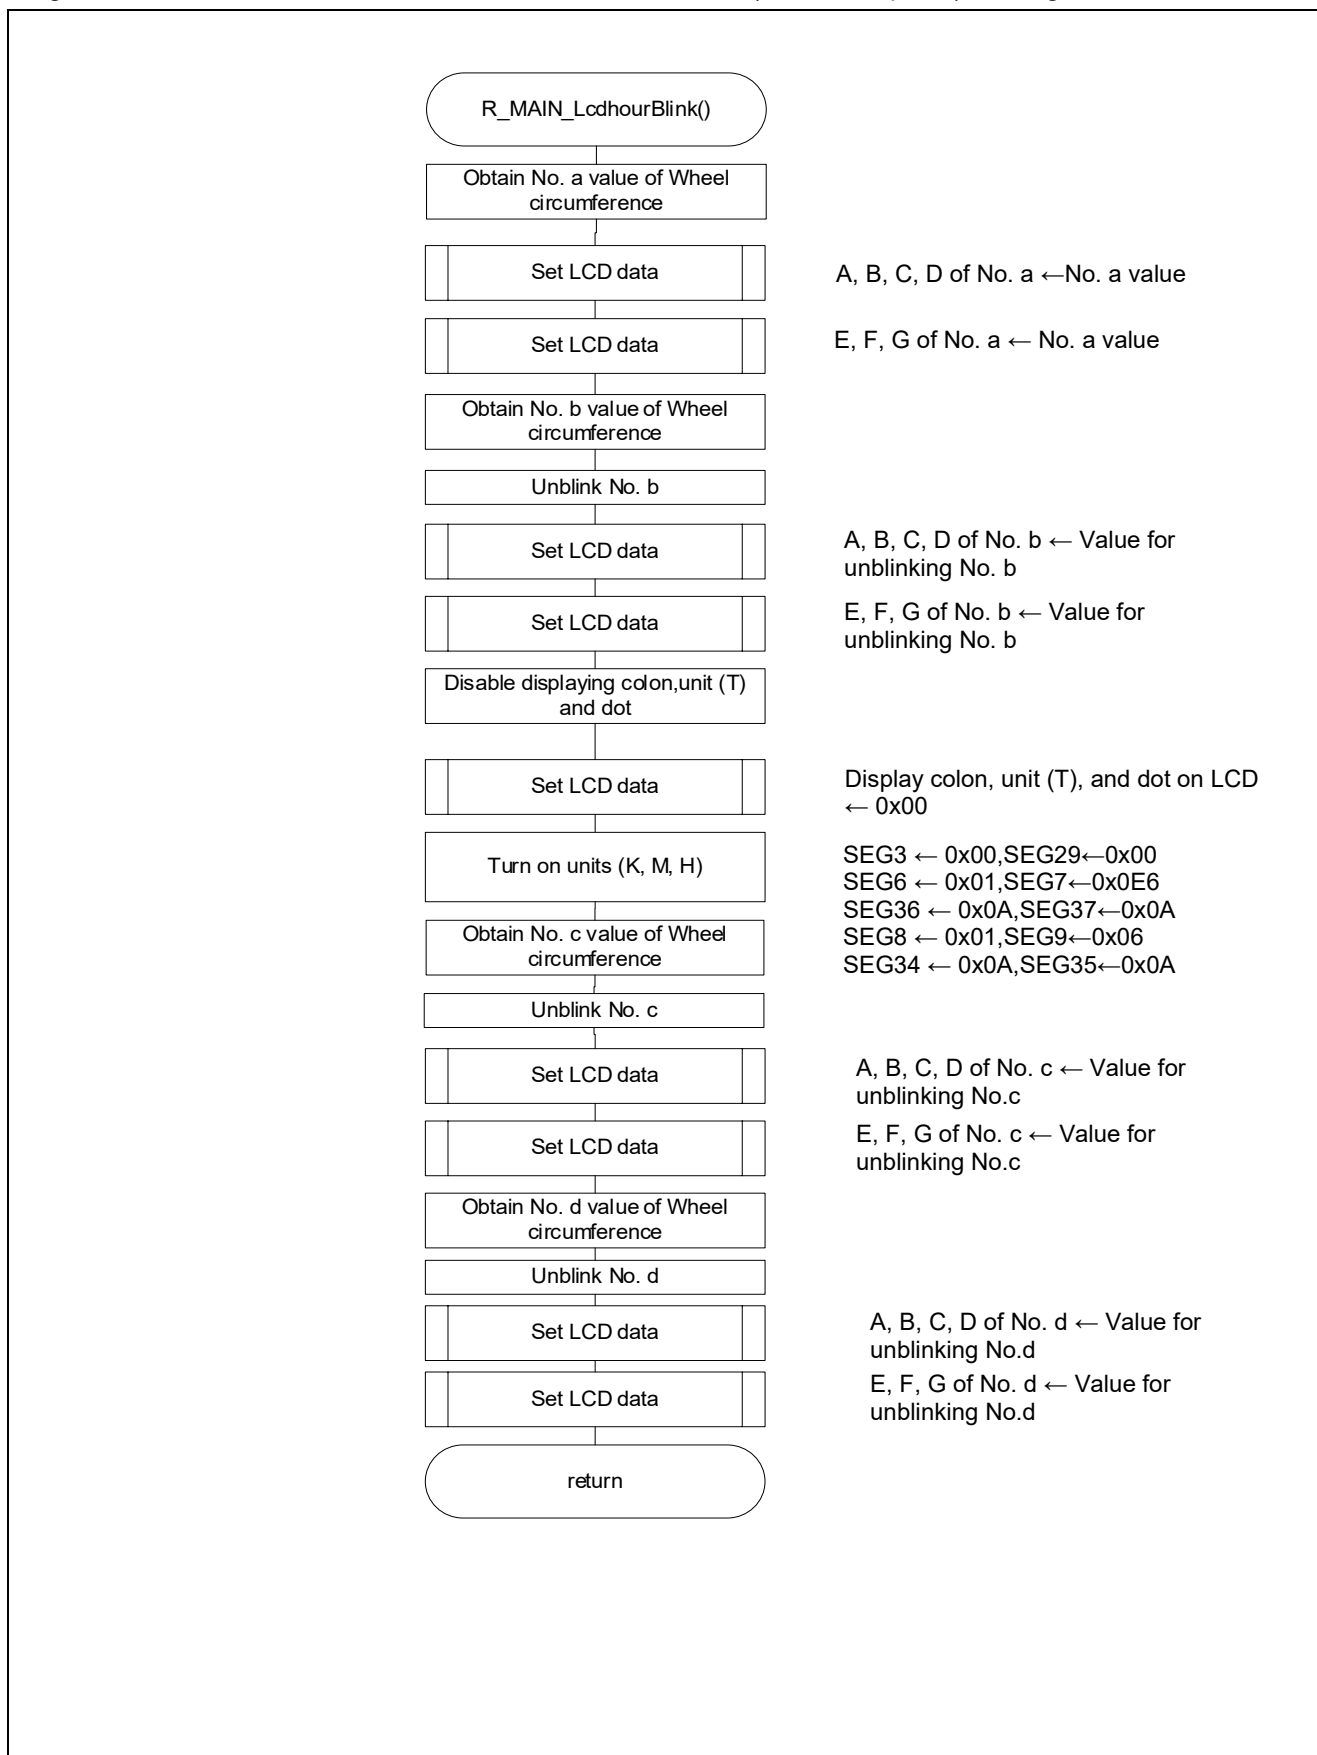 R_MAIN_LcdhourBlink()
Obtain No. a value of Wheel
circumference
Set LCD data
A, B, C, D of No. a ←No. a value
Set LCD data
E, F, G of No. a ← No. a value
Obtain No. b value of Wheel
circumference
Unblink No. b
Set LCD data
A, B, C, D of No. b ← Value for
unblinking No. b
Set LCD data
E, F, G of No. b ← Value for
unblinking No. b
Disable displaying colon,unit (T)
and dot
Set LCD data
Display colon, unit (T), and dot on LCD
← 0x00
Turn on units (K, M, H)
SEG3 ← 0x00,SEG29←0x00
SEG6 ← 0x01,SEG7←0x0E6
SEG36 ← 0x0A,SEG37←0x0A
SEG8 ← 0x01,SEG9←0x06
SEG34 ← 0x0A,SEG35←0x0A
Obtain No. c value of Wheel
circumference
Unblink No. c
Set LCD data
A, B, C, D of No. c ← Value for
unblinking No.c
Set LCD data
E, F, G of No. c ← Value for
unblinking No.c
Obtain No. d value of Wheel
circumference
Unblink No. d
Set LCD data
A, B, C, D of No. d ← Value for
unblinking No.d
Set LCD data
E, F, G of No. d ← Value for
unblinking No.d
return